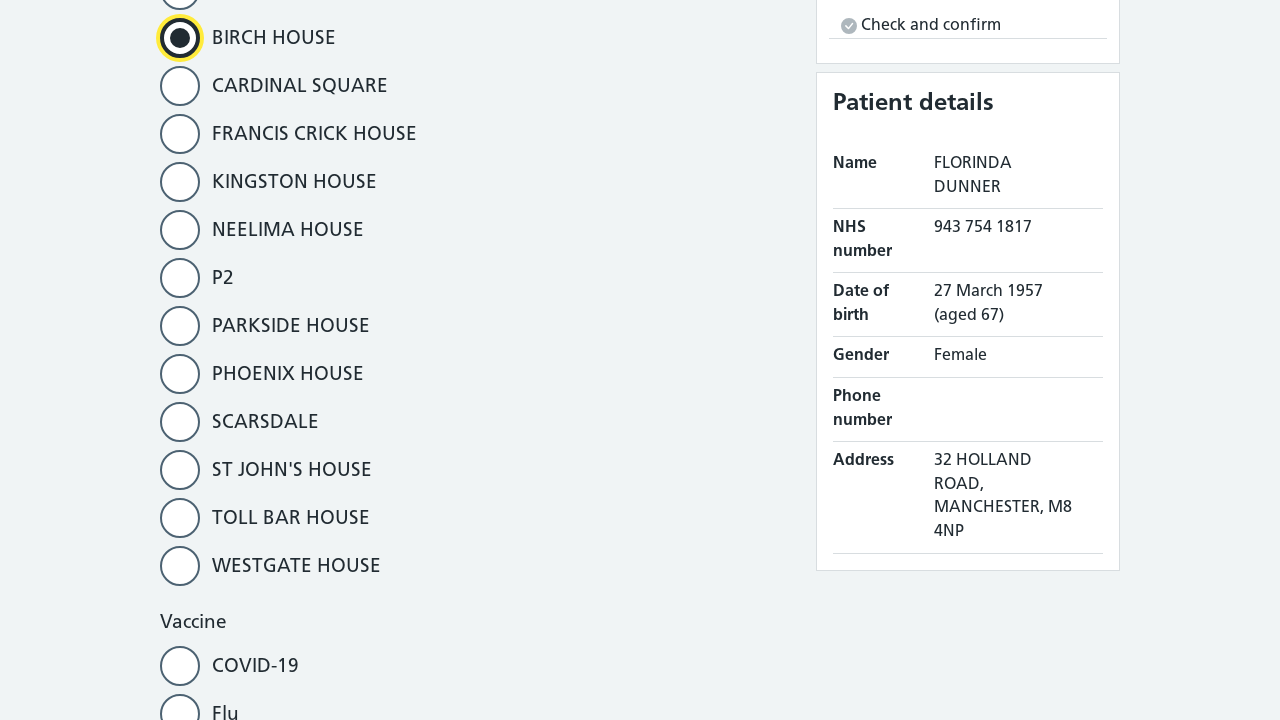 BIRCH HOUSE
CARDINAL SQUARE
FRANCIS CRICK HOUSE
KINGSTON HOUSE
NEELIMA HOUSE
P2
PARKSIDE HOUSE
PHOENIX HOUSE
SCARSDALE
ST JOHN'S HOUSE
TOLL BAR HOUSE
WESTGATE HOUSE
Vaccine
COVID-19
Flu
Check and confirm
Patient details
Name FLORINDA
DUNNER
NHS 943 754 1817
number
Date of 27 March 1957
birth (aged 67)
Gender Female
Phone
number
Address 32 HOLLAND
ROAD,
MANCHESTER, M8
4NP